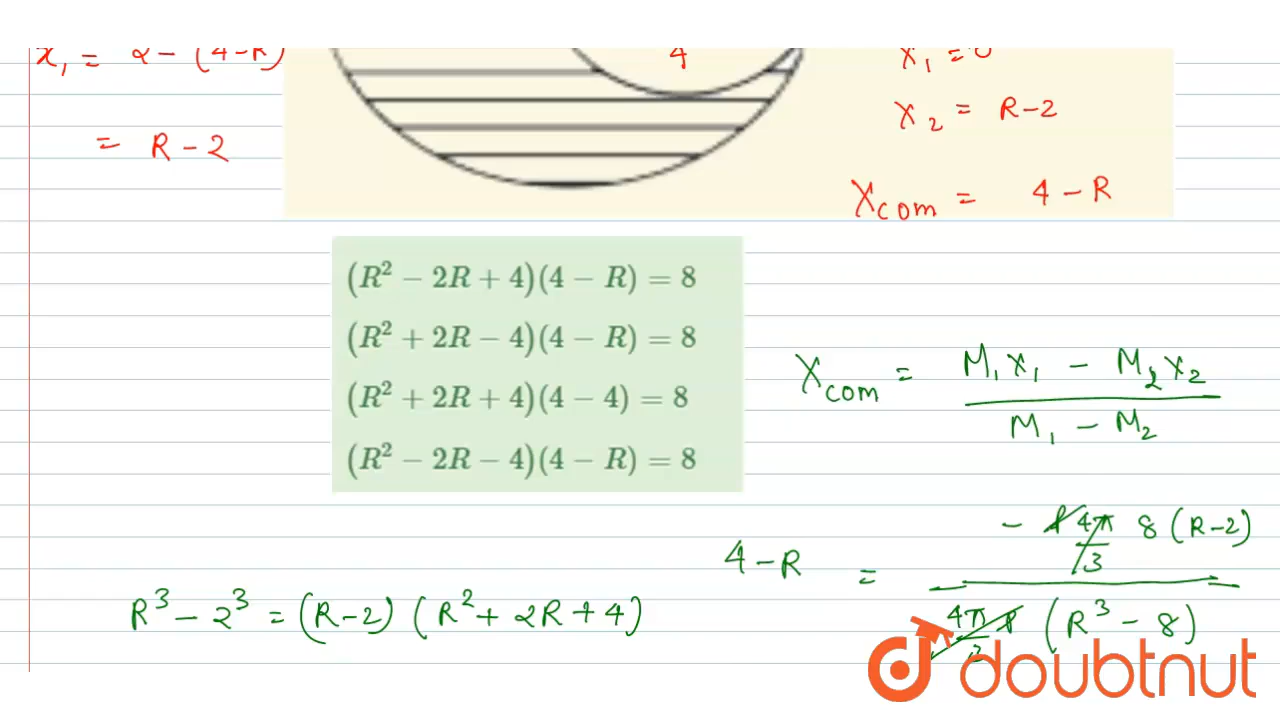 x₁ = 2 - (4-R)
= R - 2
4
x₁ = 0
x₂ = R-2
Xcom = 4 - R
(R² − 2R + 4)(4 − R) = 8
(R² + 2R − 4)(4 − R) = 8
(R² + 2R + 4)(4 − 4) = 8
(R² − 2R − 4)(4 − R) = 8
Xcom = M₁x₁ - M₂x₂ / M₁ - M₂
4 - R = - 4π/3 8 (R-2) / 4π/3 (R³ - 8)
R³ - 2³ = (R-2) (R² + 2R + 4)
doubtnut